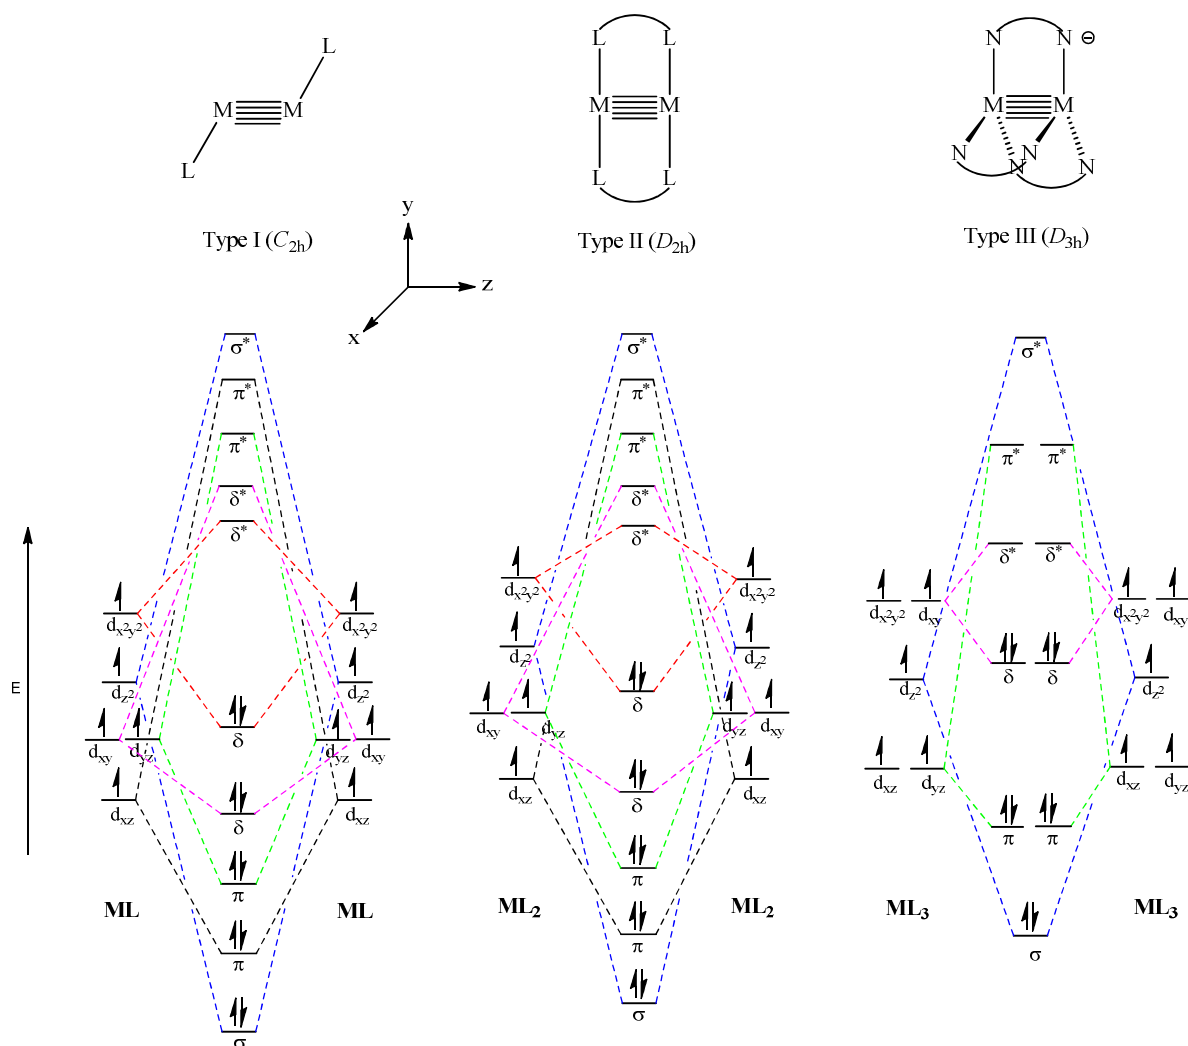 L L L N N ⊖
M M M M M M
L L L N N N N
Type I (C2h) Type II (D2h) Type III (D3h)
y
z
x
σ* σ* σ*
π* π*
π* π* π* π*
δ* δ*
δ* δ* δ* δ*
dx2y2 dx2y2 dx2y2 dx2y2 dx2y2 dxy dx2y2 dxy
E
dz2 dz2 dz2 dz2 dz2 dz2
δ δ δ δ
dxy dyz dyz dxy dxy dyz dyz dxy dxz dyz dxz dyz
dxz dxz dxz dxz
δ δ
π π π π
ML ML ML2 ML2 ML3 ML3
π π
σ σ σ